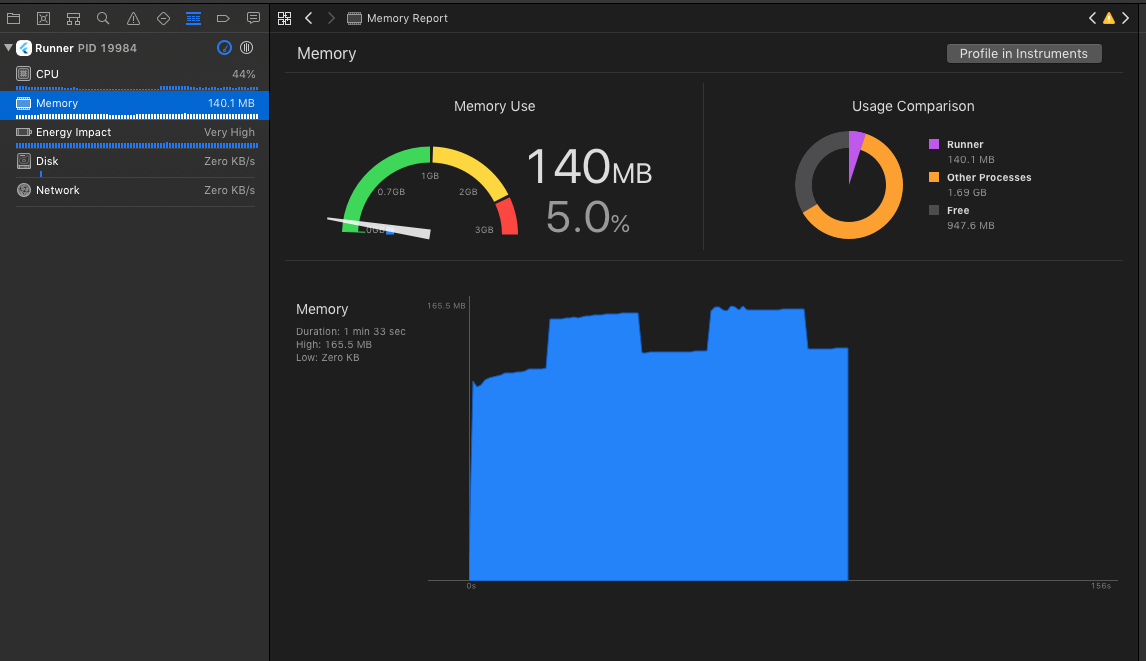 Memory Report
Runner PID 19984
CPU 44%
Memory 140.1 MB
Energy Impact Very High
Disk Zero KB/s
Network Zero KB/s
Memory
Profile in Instruments
Memory Use
0GB
0.7GB
1GB
2GB
3GB
140MB
5.0%
Usage Comparison
Runner
140.1 MB
Other Processes
1.69 GB
Free
947.6 MB
Memory
Duration: 1 min 33 sec
High: 165.5 MB
Low: Zero KB
165.5 MB
0s
156s